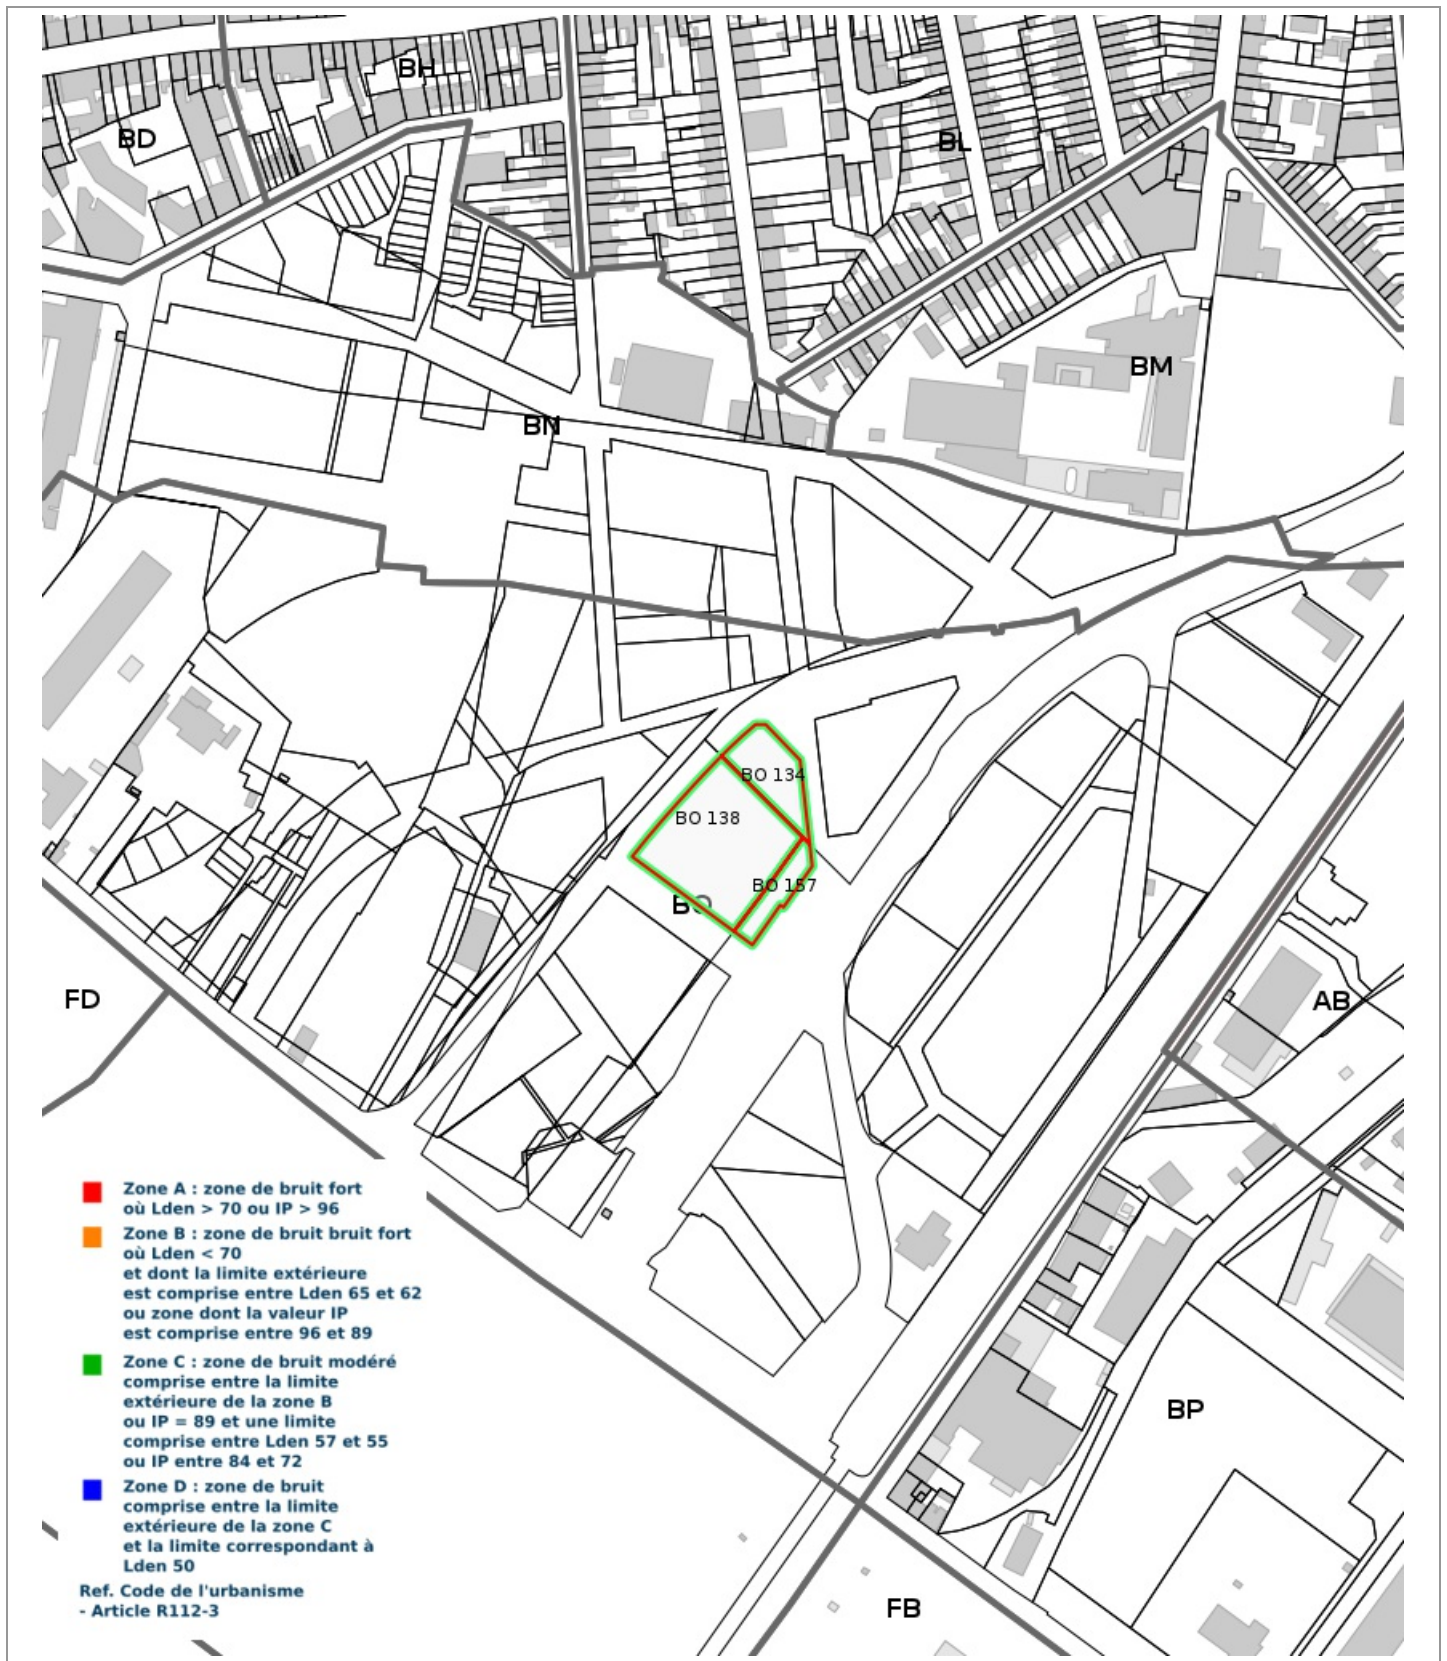 BH
BD
BL
BM
BN
BO 134
BO 138
BO 157
BO
FD
AB
Zone A : zone de bruit fort
où Lden > 70 ou IP > 96
Zone B : zone de bruit bruit fort
où Lden < 70
et dont la limite extérieure
est comprise entre Lden 65 et 62
ou zone dont la valeur IP
est comprise entre 96 et 89
Zone C : zone de bruit modéré
comprise entre la limite
extérieure de la zone B
ou IP = 89 et une limite
comprise entre Lden 57 et 55
ou IP entre 84 et 72
BP
Zone D : zone de bruit
comprise entre la limite
extérieure de la zone C
et la limite correspondant à
Lden 50
Ref. Code de l'urbanisme
- Article R112-3
FB